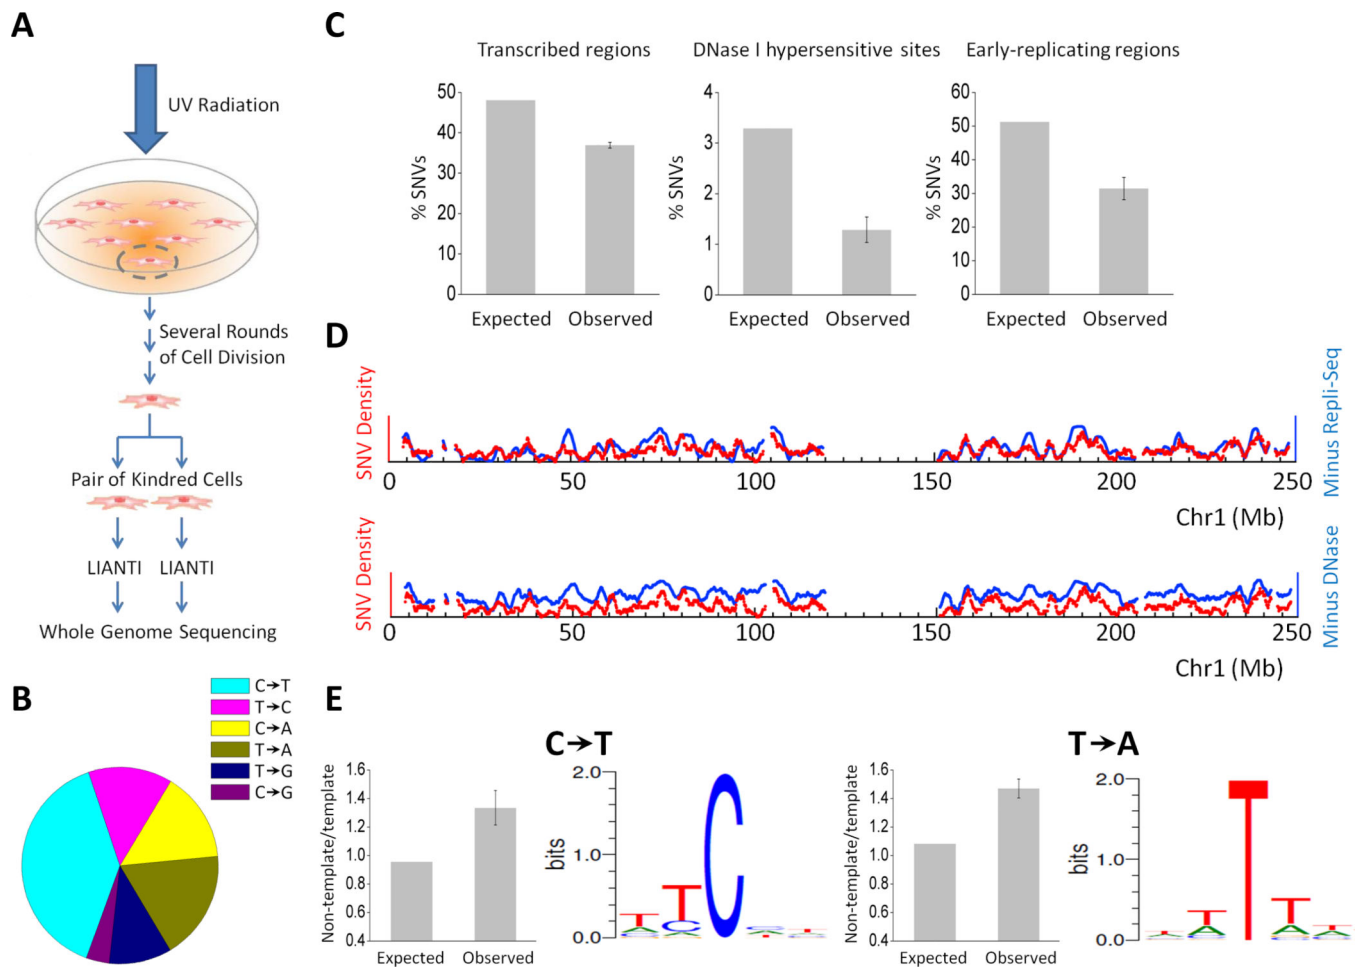 A
UV Radiation
Several Rounds
of Cell Division
Pair of Kindred Cells
LIANTI LIANTI
Whole Genome Sequencing
B
C→T
T→C
C→A
T→A
T→G
C→G
C
Transcribed regions
% SNVs
50
40
30
20
10
0
Expected Observed
DNase I hypersensitive sites
% SNVs
4
3
2
1
0
Expected Observed
Early-replicating regions
% SNVs
60
50
40
30
20
10
0
Expected Observed
D
SNV Density
Minus Repli-Seq
0 50 100 150 200 250
Chr1 (Mb)
SNV Density
Minus DNase
0 50 100 150 200 250
Chr1 (Mb)
E
Non-template/template
1.6
1.4
1.2
1.0
0.8
0.6
0.4
Expected Observed
C→T
bits
2.0
1.0
0.0
T
T C
Non-template/template
1.6
1.4
1.2
1.0
0.8
0.6
0.4
Expected Observed
T→A
bits
2.0
1.0
0.0
T T T